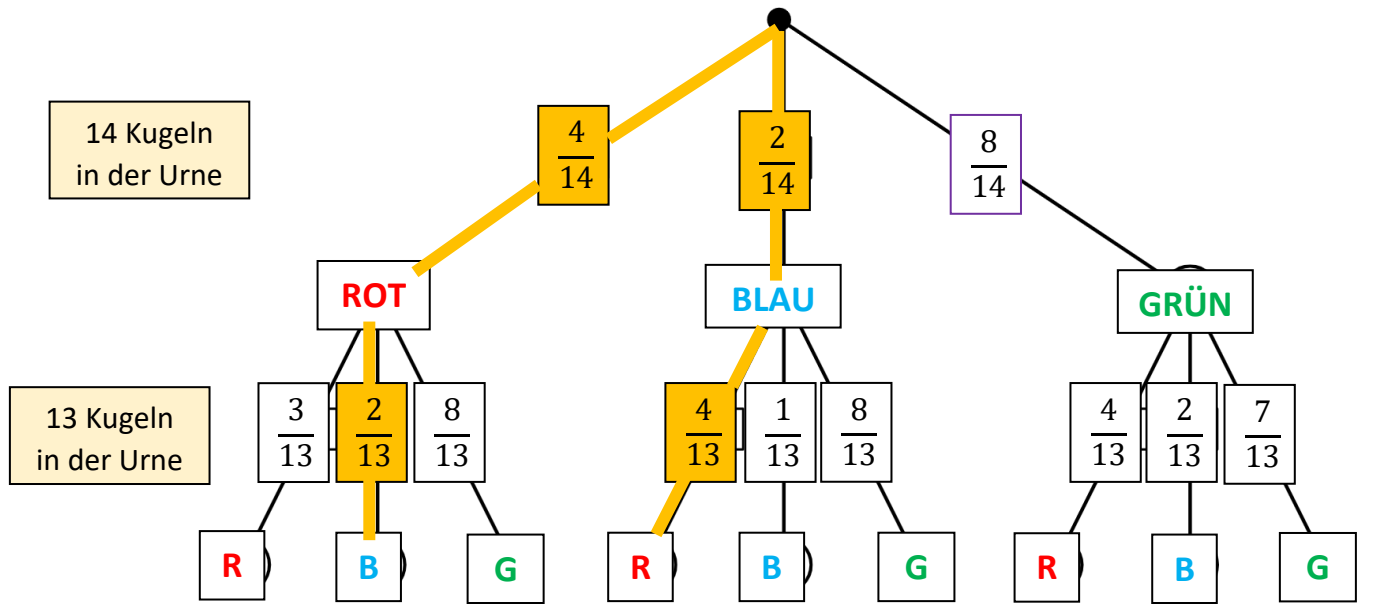 14 Kugeln
in der Urne
4/14
2/14
8/14
ROT
BLAU
GRÜN
13 Kugeln
in der Urne
3/13
2/13
8/13
4/13
1/13
8/13
4/13
2/13
7/13
R
B
G
R
B
G
R
B
G